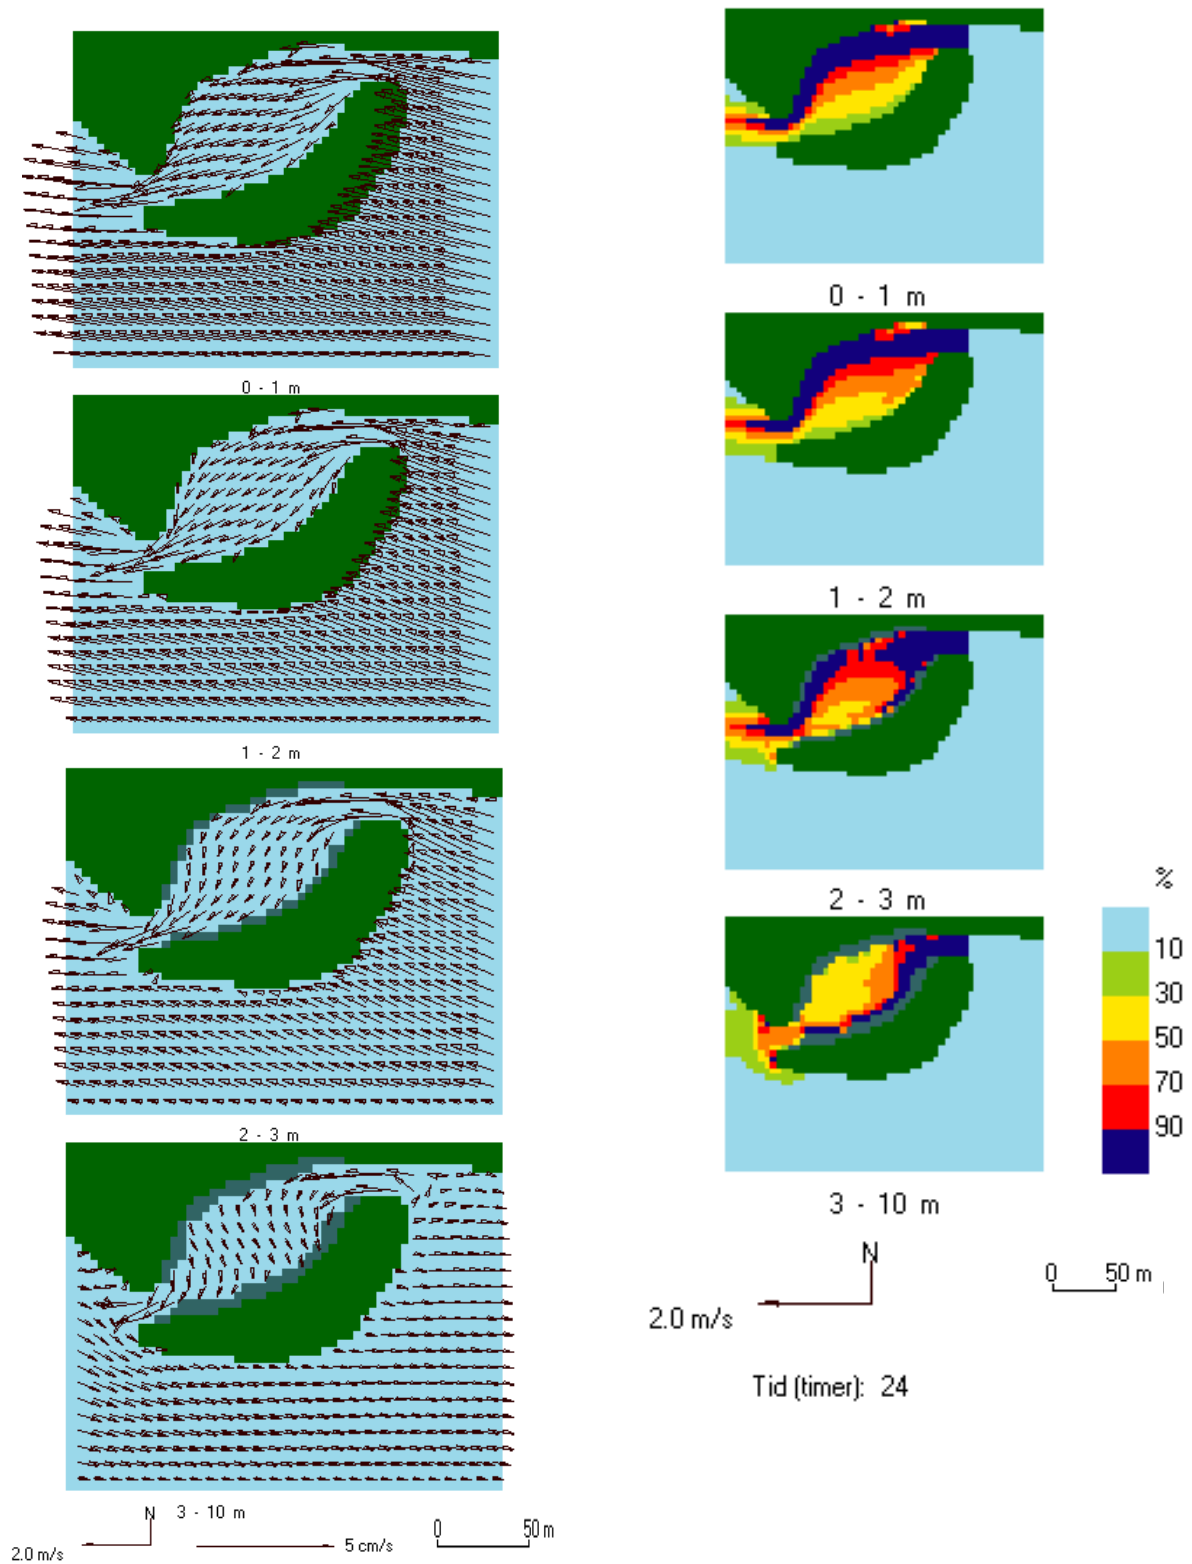 0 - 1 m
1 - 2 m
2 - 3 m
N 3 - 10 m
2.0 m/s
5 cm/s
0 50 m
0 - 1 m
1 - 2 m
2 - 3 m
3 - 10 m
%
10
30
50
70
90
N
2.0 m/s
0 50 m
Tid (timer): 24